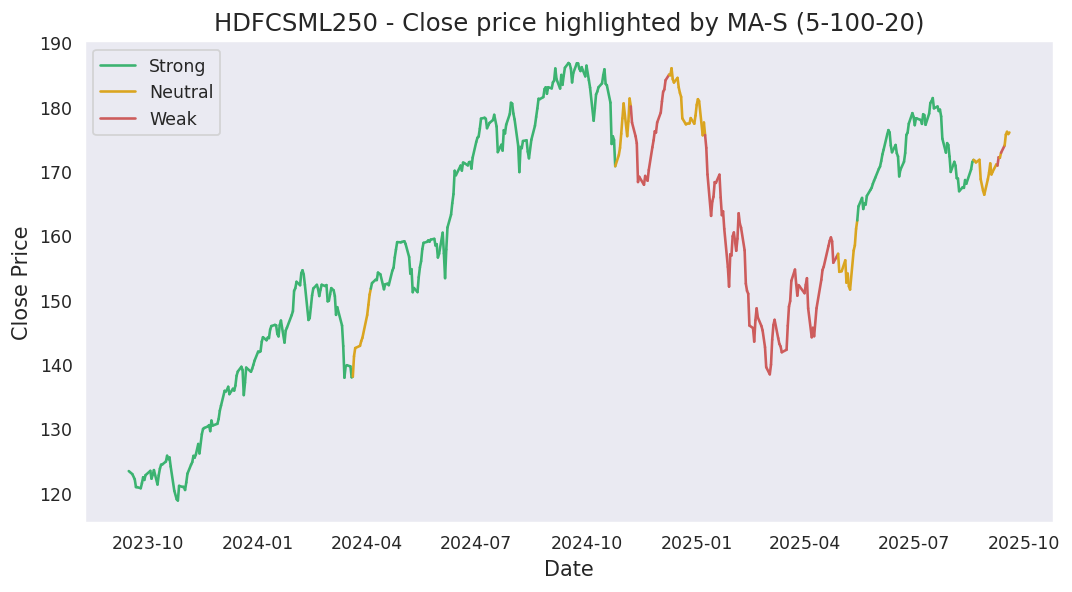 HDFCSML250 - Close price highlighted by MA-S (5-100-20)
Strong
Neutral
Weak
Close Price
190
180
170
160
150
140
130
120
2023-10 2024-01 2024-04 2024-07 2024-10 2025-01 2025-04 2025-07 2025-10
Date